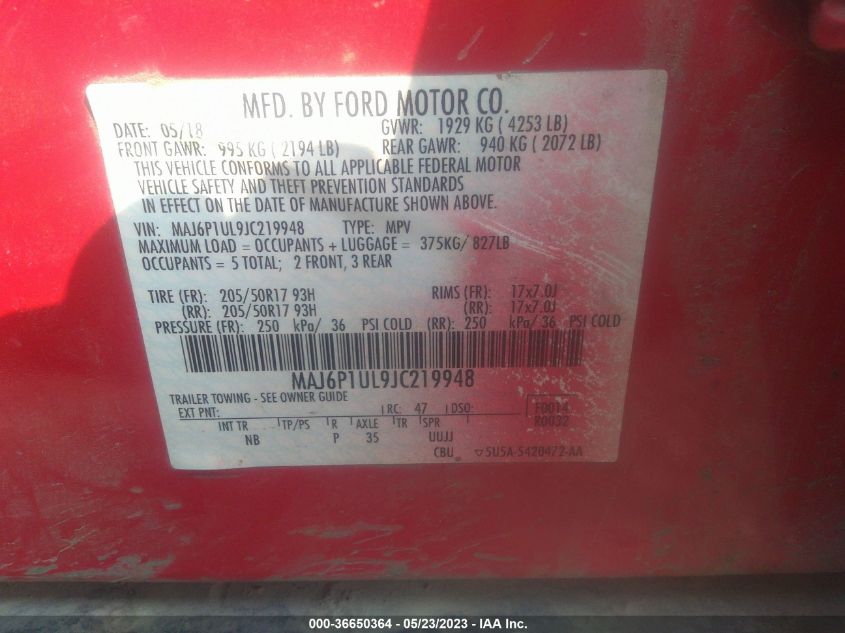 MFD. BY FORD MOTOR CO.
DATE: 05/18 GVWR: 1929 KG ( 4253 LB)
FRONT GAWR: 995 KG ( 2194 LB) REAR GAWR: 940 KG ( 2072 LB)
THIS VEHICLE CONFORMS TO ALL APPLICABLE FEDERAL MOTOR
VEHICLE SAFETY AND THEFT PREVENTION STANDARDS
IN EFFECT ON THE DATE OF MANUFACTURE SHOWN ABOVE.
VIN: MAJ6P1UL9JC219948 TYPE: MPV
MAXIMUM LOAD = OCCUPANTS + LUGGAGE = 375KG/ 827LB
OCCUPANTS = 5 TOTAL; 2 FRONT, 3 REAR
TIRE (FR): 205/50R17 93H RIMS (FR): 17x7.0J
(RR): 205/50R17 93H (RR): 17x7.0J
PRESSURE (FR): 250 kPa/ 36 PSI COLD (RR): 250 kPa/ 36 PSI COLD
MAJ6P1UL9JC219948
TRAILER TOWING - SEE OWNER GUIDE
EXT PNT: RC: 47 DSO: F0014
R0032
INT TR TP/PS R AXLE TR SPR
NB P 35 UUJJ
CBU ▽5U5A-5420472-AA
000-36650364 - 05/23/2023 - IAA Inc.